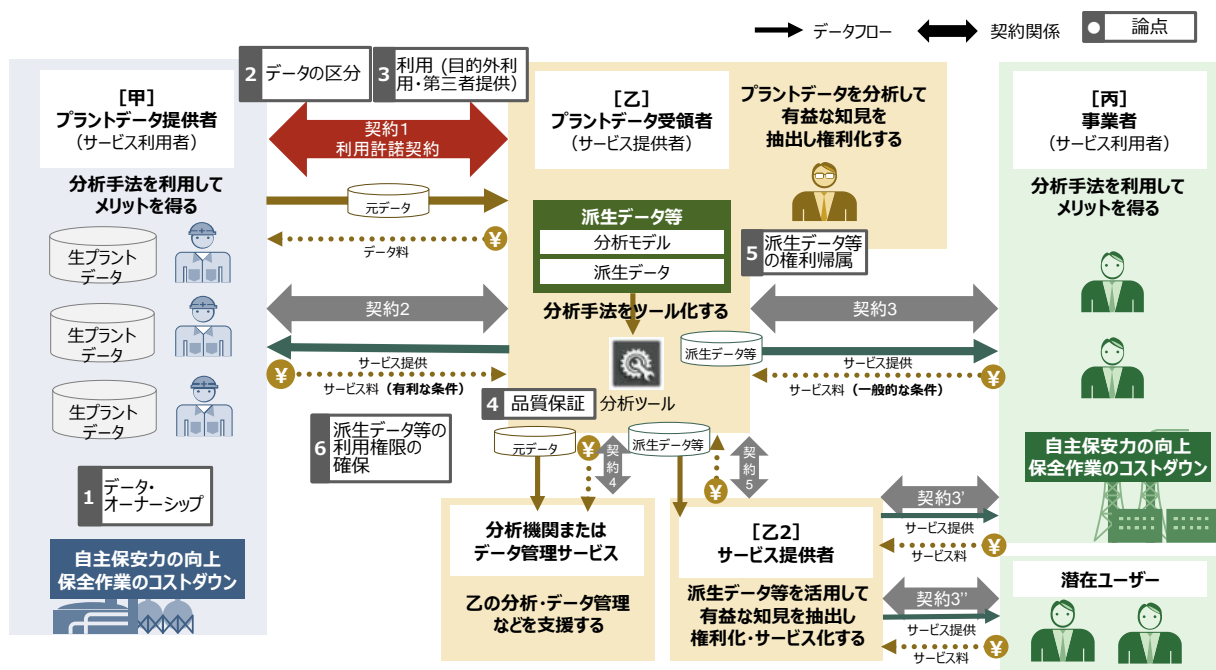 データフロー
契約関係
● 論点
2 データの区分
3 利用 (目的外利
用・第三者提供)
[甲]
プラントデータ提供者
(サービス利用者)
分析手法を利用して
メリットを得る
生プラント
データ
生プラント
データ
生プラント
データ
1 データ・
オーナーシップ
自主保安力の向上
保全作業のコストダウン
契約1
利用許諾契約
元データ
¥
データ料
契約2
サービス提供
¥
サービス料(有利な条件)
6 派生データ等の
利用権限の
確保
[乙]
プラントデータ受領者
(サービス提供者)
プラントデータを分析して
有益な知見を
抽出し権利化する
派生データ等
分析モデル
派生データ
5 派生データ等
の権利帰属
分析手法をツール化する
4 品質保証
分析ツール
派生データ等
契約3
サービス提供
サービス料(一般的な条件)
¥
元データ
¥
契約4
派生データ等
¥
契約5
分析機関または
データ管理サービス
乙の分析・データ管理
などを支援する
[乙2]
サービス提供者
派生データ等を活用して
有益な知見を抽出し
権利化・サービス化する
契約3'
サービス提供
¥
サービス料
契約3''
サービス提供
¥
サービス料
[丙]
事業者
(サービス利用者)
分析手法を利用して
メリットを得る
自主保安力の向上
保全作業のコストダウン
潜在ユーザー